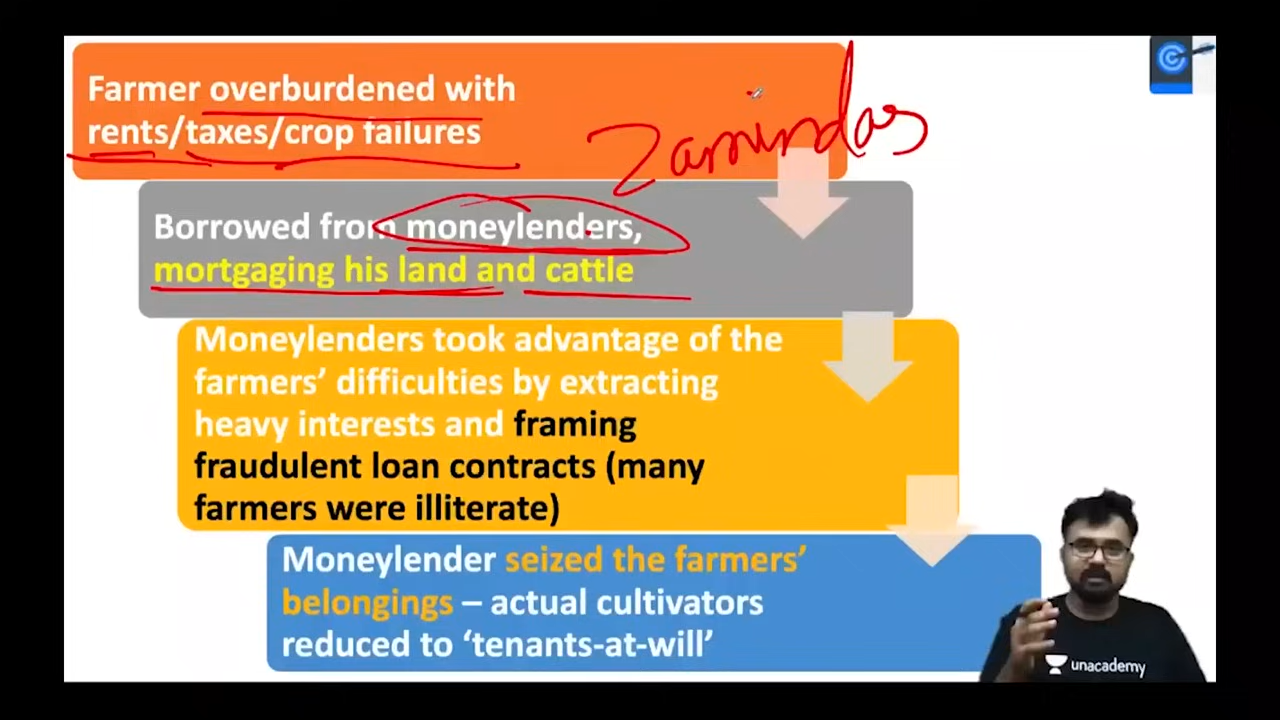 Farmer overburdened with
rents/taxes/crop failures
Zamindar
Borrowed from moneylenders,
mortgaging his land and cattle
Moneylenders took advantage of the
farmers’ difficulties by extracting
heavy interests and framing
fraudulent loan contracts (many
farmers were illiterate)
Moneylender seized the farmers’
belongings – actual cultivators
reduced to ‘tenants-at-will’
unacademy